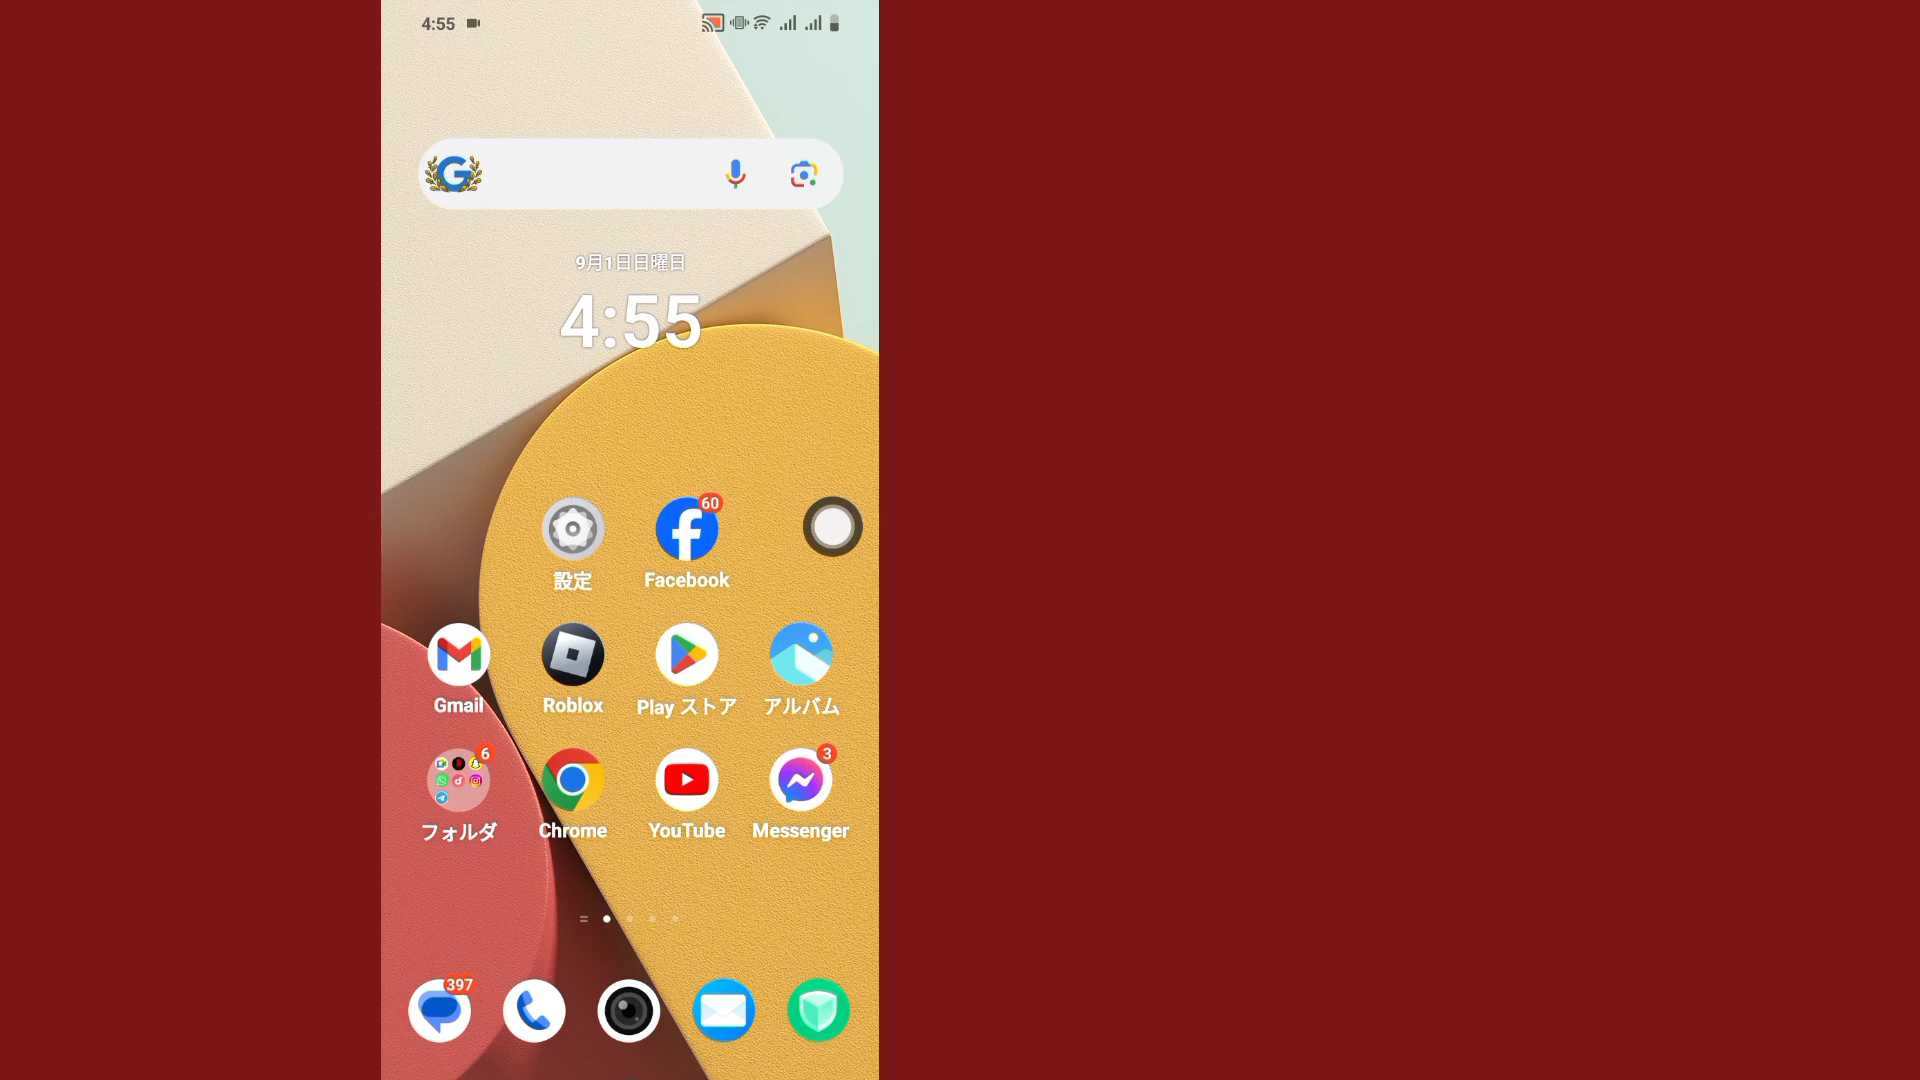 4:55
G
9月1日日曜日
4:55
60
設定
Facebook
Gmail
Roblox
Play ストア
アルバム
6
3
フォルダ
Chrome
YouTube
Messenger
397